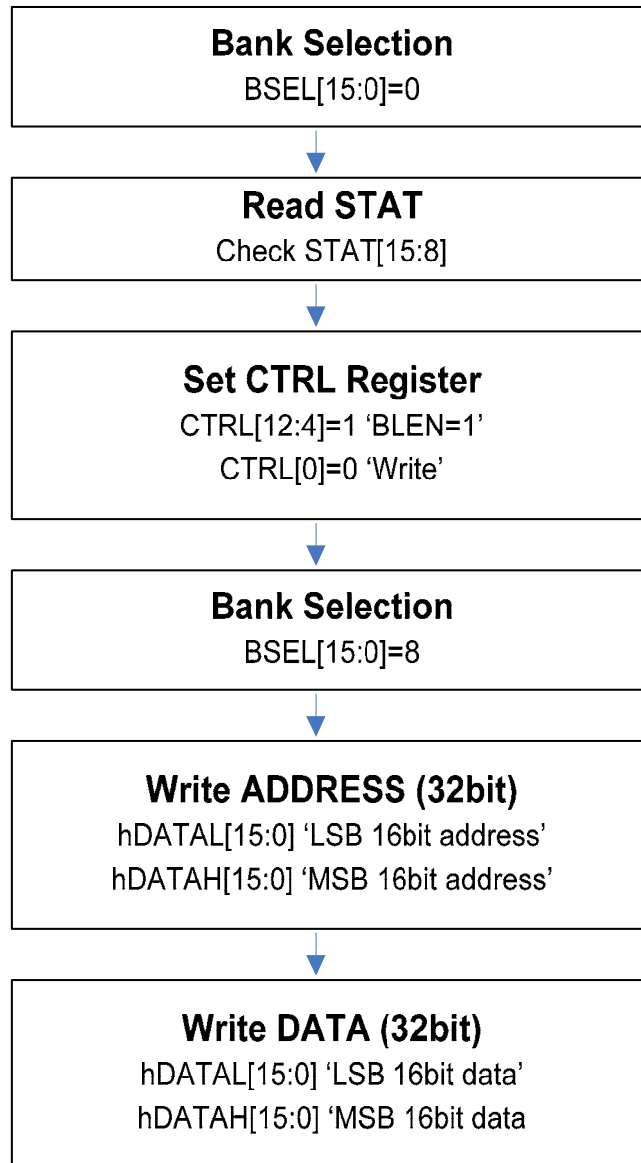 Bank Selection
BSEL[15:0]=0
Read STAT
Check STAT[15:8]
Set CTRL Register
CTRL[12:4]=1 ‘BLEN=1’
CTRL[0]=0 ‘Write’
Bank Selection
BSEL[15:0]=8
Write ADDRESS (32bit)
hDATAL[15:0] ‘LSB 16bit address’
hDATAH[15:0] ‘MSB 16bit address’
Write DATA (32bit)
hDATAL[15:0] ‘LSB 16bit data’
hDATAH[15:0] ‘MSB 16bit data